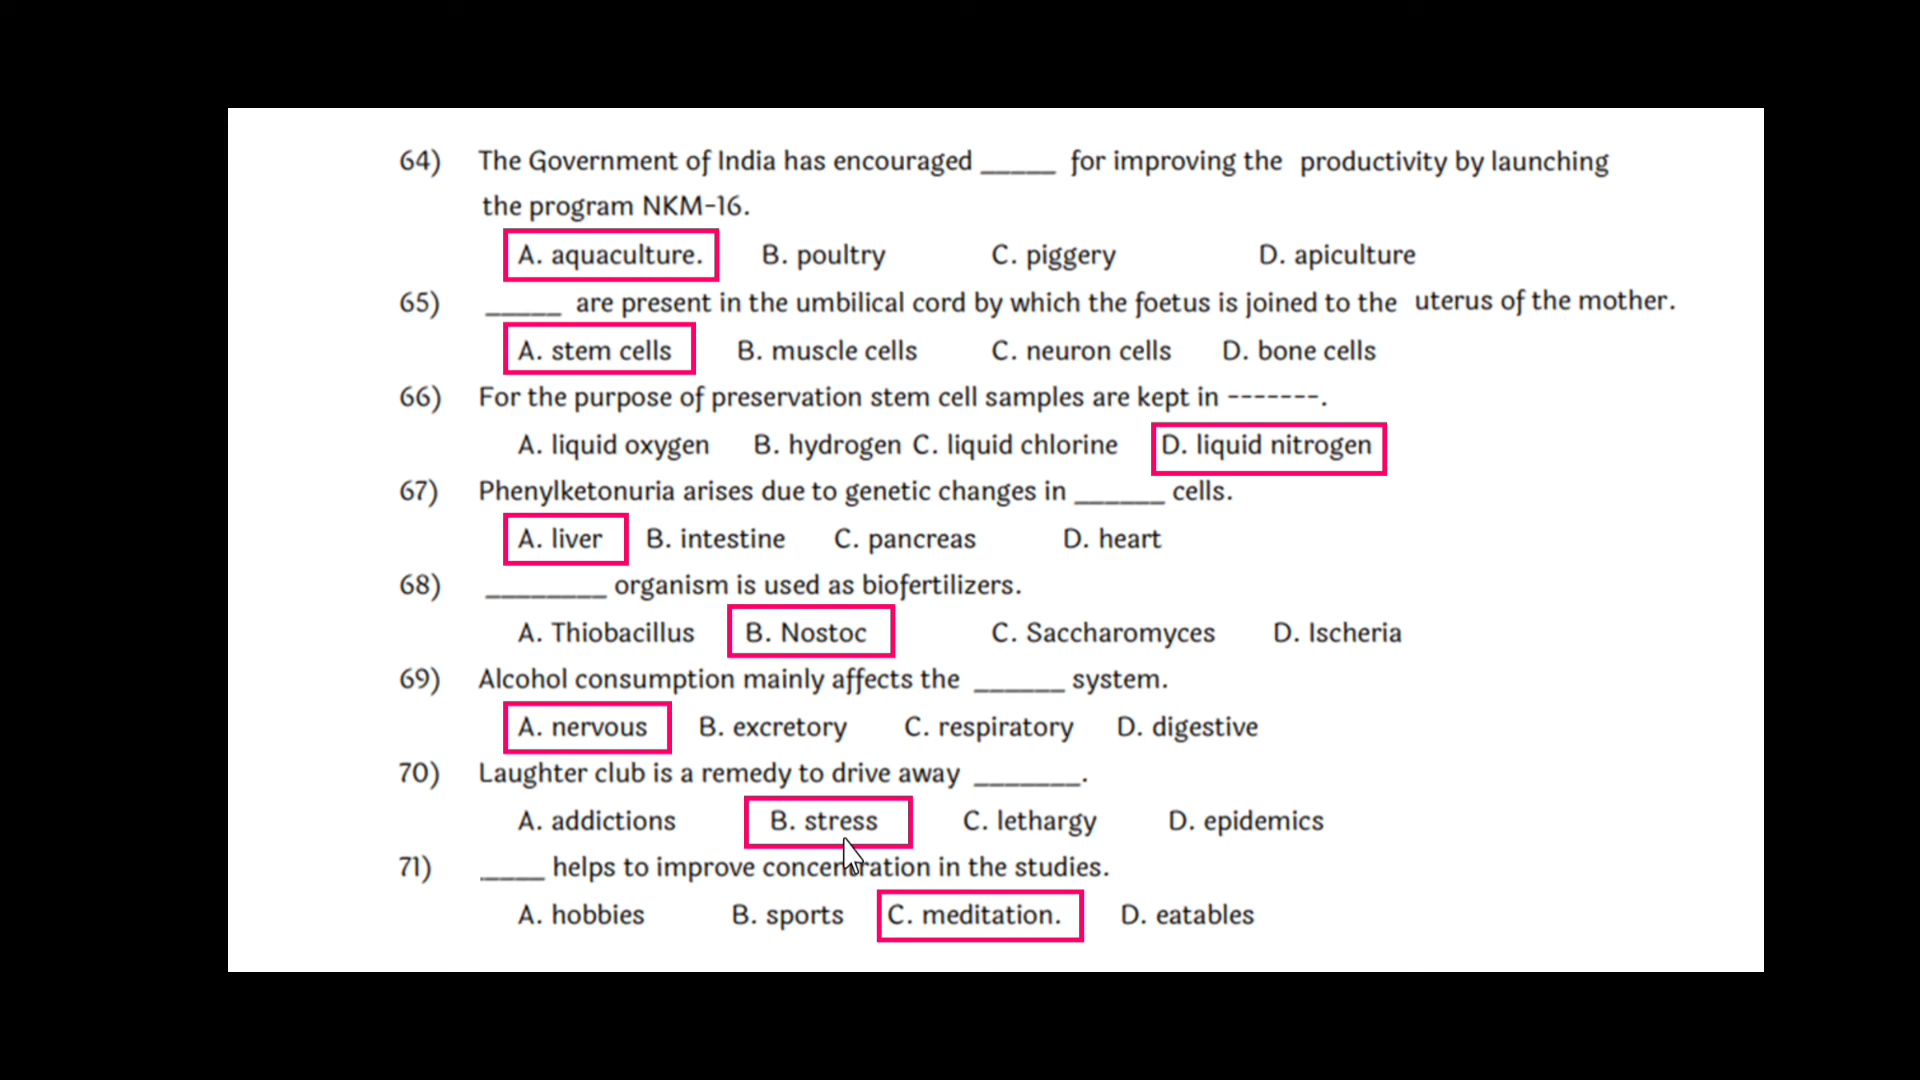 64) The Government of India has encouraged _____ for improving the productivity by launching
the program NKM-16.
A. aquaculture. B. poultry C. piggery D. apiculture
65) _____ are present in the umbilical cord by which the foetus is joined to the uterus of the mother.
A. stem cells B. muscle cells C. neuron cells D. bone cells
66) For the purpose of preservation stem cell samples are kept in -------.
A. liquid oxygen B. hydrogen C. liquid chlorine D. liquid nitrogen
67) Phenylketonuria arises due to genetic changes in ______ cells.
A. liver B. intestine C. pancreas D. heart
68) ________ organism is used as biofertilizers.
A. Thiobacillus B. Nostoc C. Saccharomyces D. Ischeria
69) Alcohol consumption mainly affects the ______ system.
A. nervous B. excretory C. respiratory D. digestive
70) Laughter club is a remedy to drive away _______.
A. addictions B. stress C. lethargy D. epidemics
71) ____ helps to improve concentration in the studies.
A. hobbies B. sports C. meditation. D. eatables